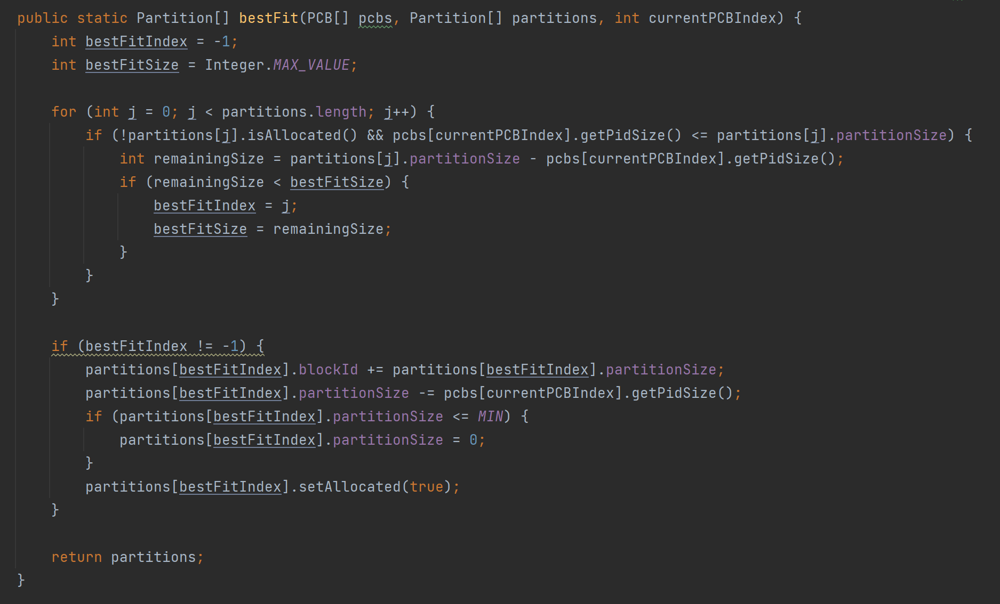 public static Partition[] bestFit(PCB[] pcbs, Partition[] partitions, int currentPCBIndex) {
    int bestFitIndex = -1;
    int bestFitSize = Integer.MAX_VALUE;

    for (int j = 0; j < partitions.length; j++) {
        if (!partitions[j].isAllocated() && pcbs[currentPCBIndex].getPidSize() <= partitions[j].partitionSize) {
            int remainingSize = partitions[j].partitionSize - pcbs[currentPCBIndex].getPidSize();
            if (remainingSize < bestFitSize) {
                bestFitIndex = j;
                bestFitSize = remainingSize;
            }
        }
    }

    if (bestFitIndex != -1) {
        partitions[bestFitIndex].blockId += partitions[bestFitIndex].partitionSize;
        partitions[bestFitIndex].partitionSize -= pcbs[currentPCBIndex].getPidSize();
        if (partitions[bestFitIndex].partitionSize <= MIN) {
            partitions[bestFitIndex].partitionSize = 0;
        }
        partitions[bestFitIndex].setAllocated(true);
    }

    return partitions;
}